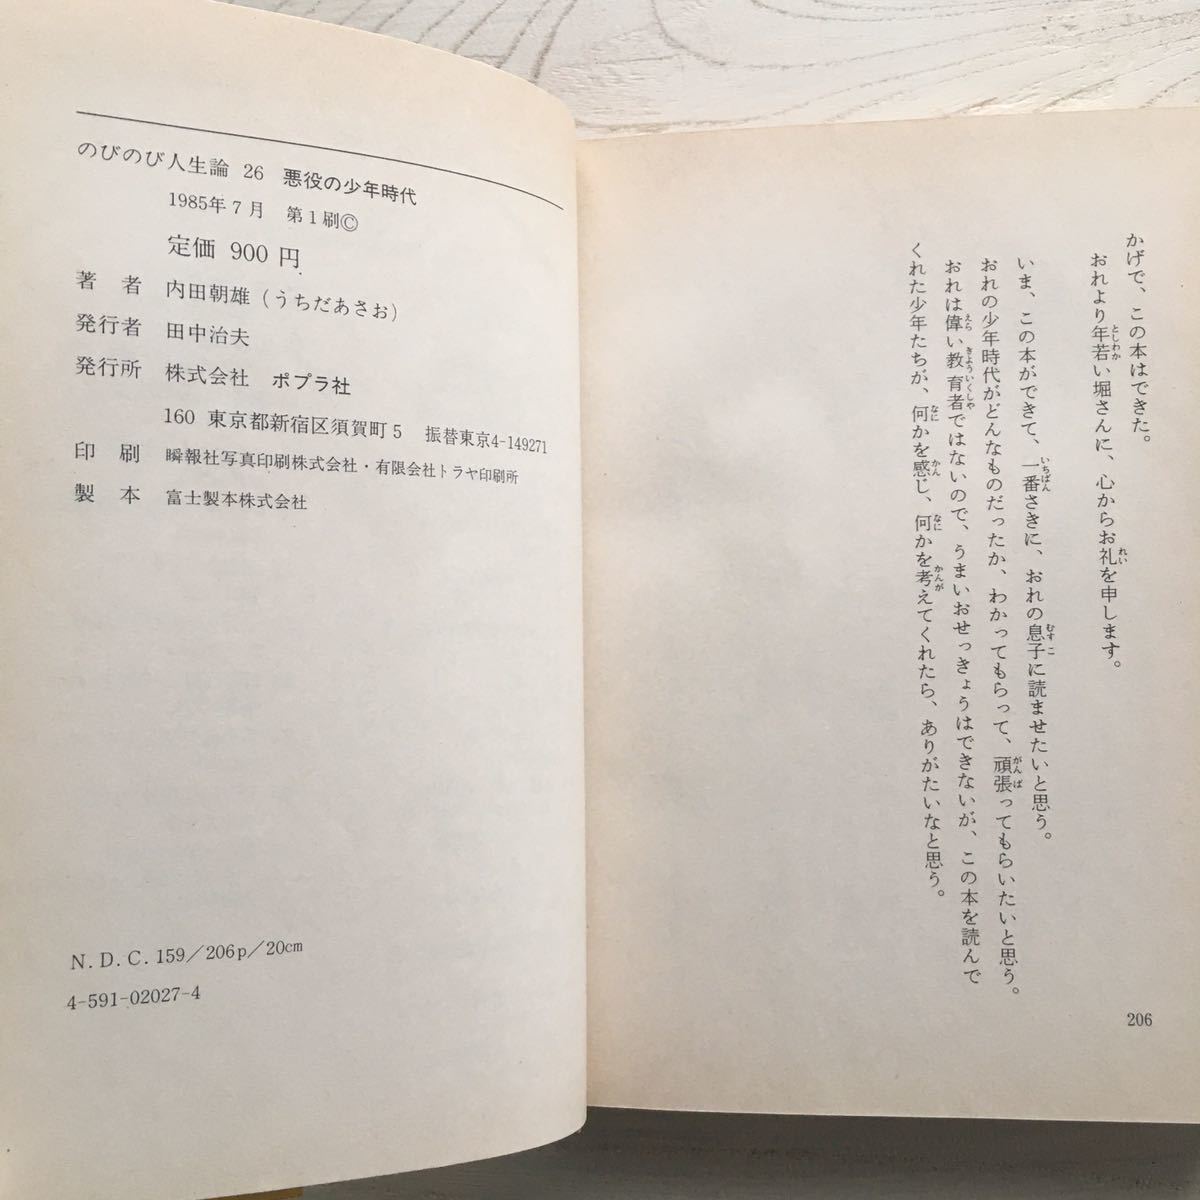 かげで、この本はできた。
おれより年若い堀さんに、心からお礼を申します。
いま、この本ができて、一番さきに、おれの息子に読ませたいと思う。
おれの少年時代がどんなものだったか、わかってもらって、頑張ってもらいたいと思う。
おれは偉い教育者ではないので、うまいおせっきょうはできないが、この本を読んで
くれた少年たちが、何かを感じ、何かを考えてくれたら、ありがたいなと思う。
206
のびのび人生論 26 悪役の少年時代
1985年7月 第1刷©
定価 900円
著者 内田朝雄(うちだあさお)
発行者 田中治夫
発行所 株式会社 ポプラ社
160 東京都新宿区須賀町5 振替東京4-149271
印刷 瞬報社写真印刷株式会社・有限会社トラヤ印刷所
製本 富士製本株式会社
N.D.C.159/206p/20cm
4-591-02027-4